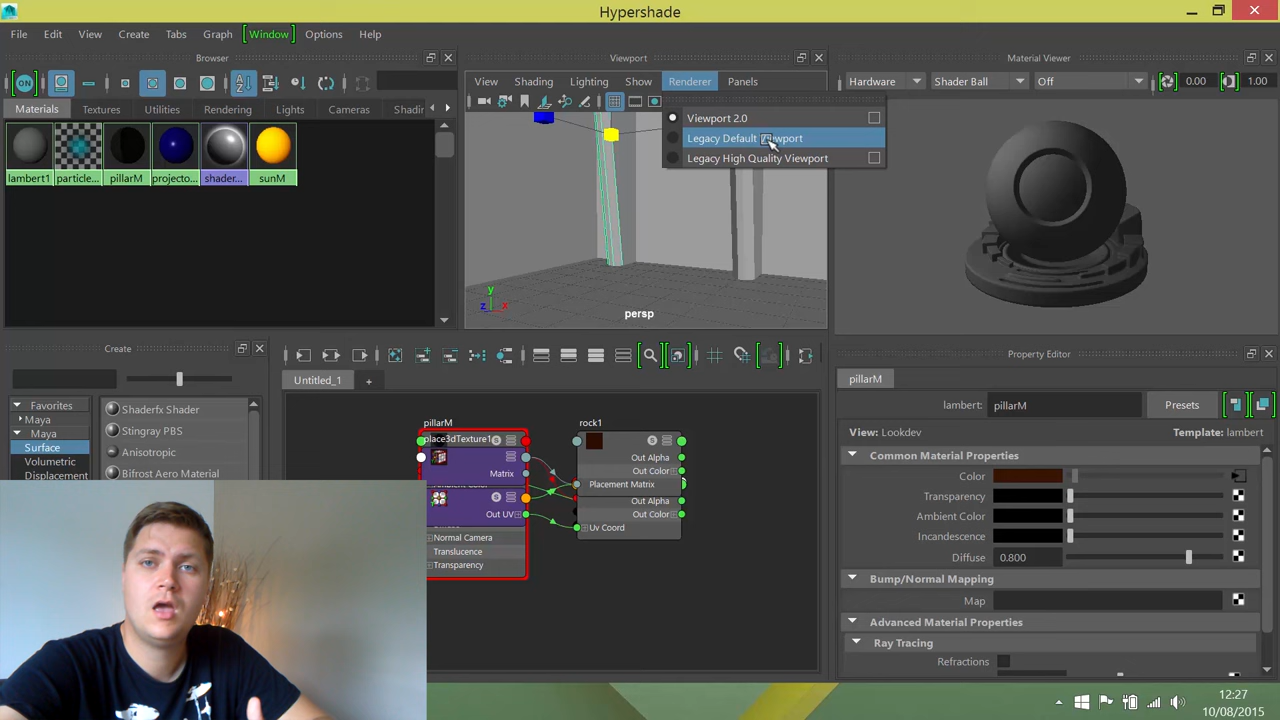 Hypershade
File Edit View Create Tabs Graph [Window] Options Help
Browser
Viewport
Material Viewer
View Shading Lighting Show Renderer Panels
Hardware Shader Ball Off 0.00 1.00
ON
Materials Textures Utilities Rendering Lights Cameras Shadi
Viewport 2.0
Legacy Default Viewport
Legacy High Quality Viewport
lambert1 particle... pillarM projecto... shader... sunM
y
z x
persp
Create
Property Editor
Untitled_1 +
pillarM
Favorites
Maya
Maya
Surface
Volumetric
Displacement
Shaderfx Shader
Stingray PBS
Anisotropic
Bifrost Aero Material
pillarM
place3dTexture1
Matrix
Out UV
Normal Camera
Translucence
Transparency
rock1
Out Alpha
Out Color
Placement Matrix
Out Alpha
Out Color
Uv Coord
lambert: pillarM Presets
View: Lookdev Template: lambert
Common Material Properties
Color
Transparency
Ambient Color
Incandescence
Diffuse 0.800
Bump/Normal Mapping
Map
Advanced Material Properties
Ray Tracing
Refractions
12:27
10/08/2015